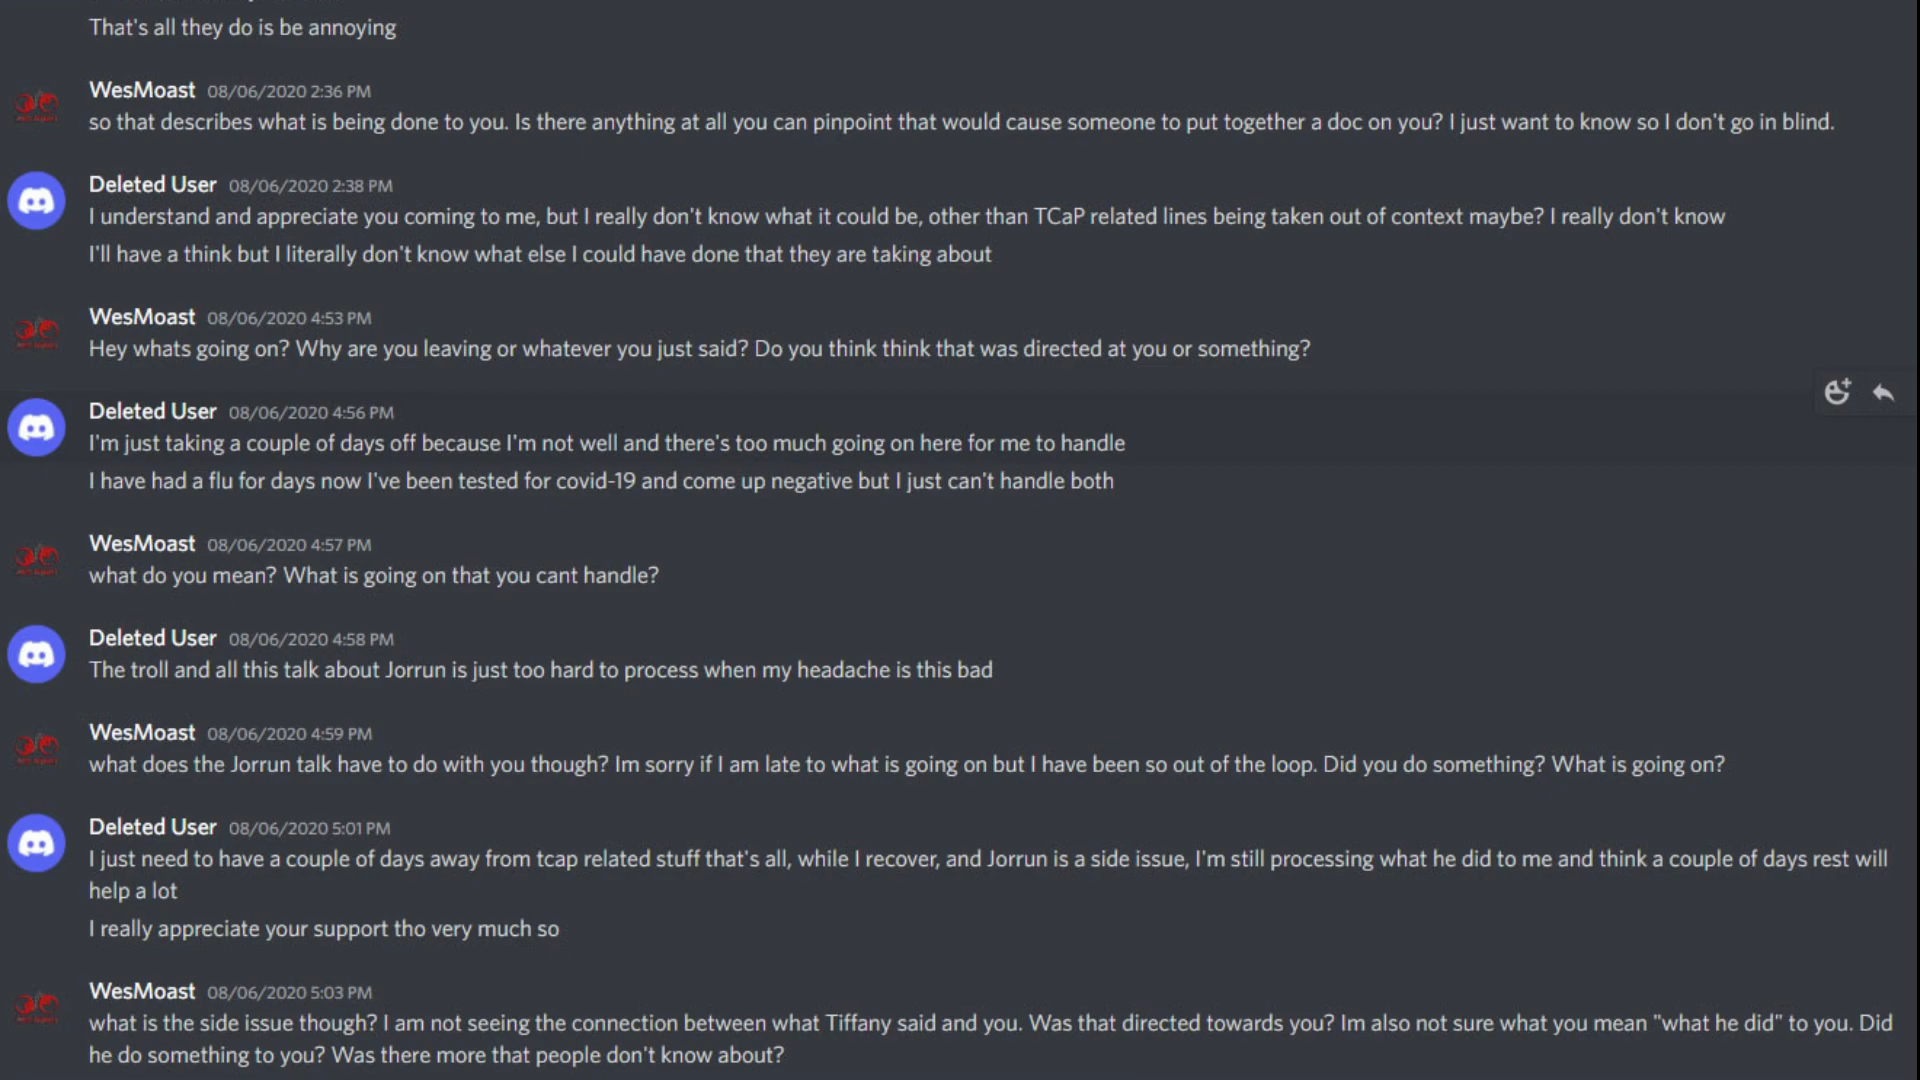 That's all they do is be annoying
WesMoast 08/06/2020 2:36 PM
so that describes what is being done to you. Is there anything at all you can pinpoint that would cause someone to put together a doc on you? I just want to know so I don't go in blind.
Deleted User 08/06/2020 2:38 PM
I understand and appreciate you coming to me, but I really don't know what it could be, other than TCaP related lines being taken out of context maybe? I really don't know
I'll have a think but I literally don't know what else I could have done that they are taking about
WesMoast 08/06/2020 4:53 PM
Hey whats going on? Why are you leaving or whatever you just said? Do you think think that was directed at you or something?
Deleted User 08/06/2020 4:56 PM
I'm just taking a couple of days off because I'm not well and there's too much going on here for me to handle
I have had a flu for days now I've been tested for covid-19 and come up negative but I just can't handle both
WesMoast 08/06/2020 4:57 PM
what do you mean? What is going on that you cant handle?
Deleted User 08/06/2020 4:58 PM
The troll and all this talk about Jorrun is just too hard to process when my headache is this bad
WesMoast 08/06/2020 4:59 PM
what does the Jorrun talk have to do with you though? Im sorry if I am late to what is going on but I have been so out of the loop. Did you do something? What is going on?
Deleted User 08/06/2020 5:01 PM
I just need to have a couple of days away from tcap related stuff that's all, while I recover, and Jorrun is a side issue, I'm still processing what he did to me and think a couple of days rest will
help a lot
I really appreciate your support tho very much so
WesMoast 08/06/2020 5:03 PM
what is the side issue though? I am not seeing the connection between what Tiffany said and you. Was that directed towards you? Im also not sure what you mean "what he did" to you. Did
he do something to you? Was there more that people don't know about?